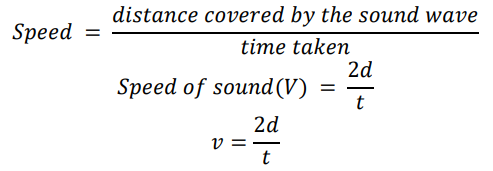 Speed = distance covered by the sound wave / time taken
Speed of sound(V) = 2d / t
v = 2d / t